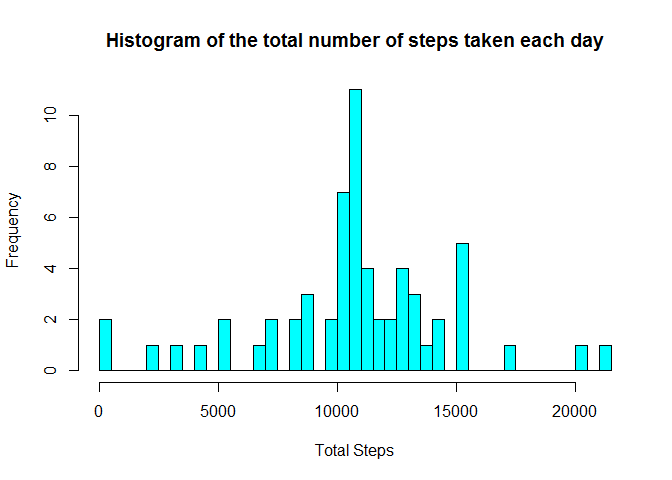 Histogram of the total number of steps taken each day
Frequency
10
8
6
4
2
0
0 5000 10000 15000 20000
Total Steps